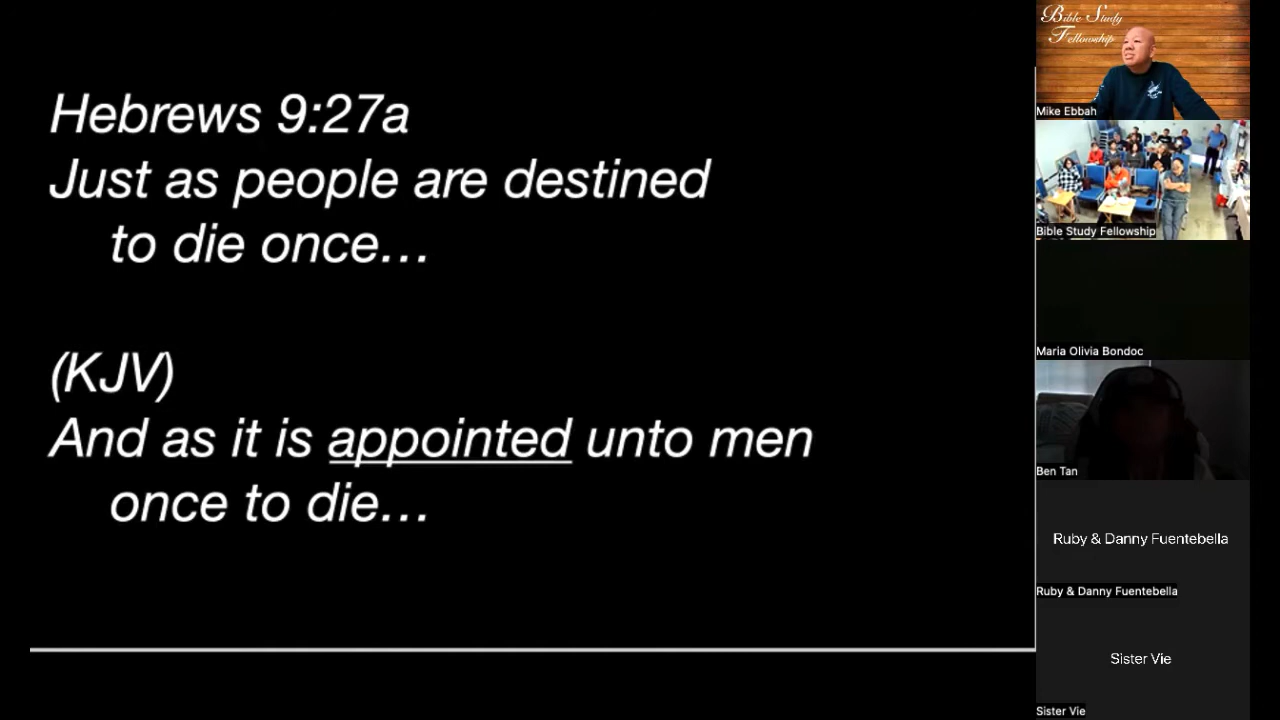 Hebrews 9:27a
Just as people are destined
to die once...
(KJV)
And as it is appointed unto men
once to die...
Bible Study
Fellowship
Mike Ebbah
Bible Study Fellowship
Maria Olivia Bondoc
Ben Tan
Ruby & Danny Fuentebella
Ruby & Danny Fuentebella
Sister Vie
Sister Vie